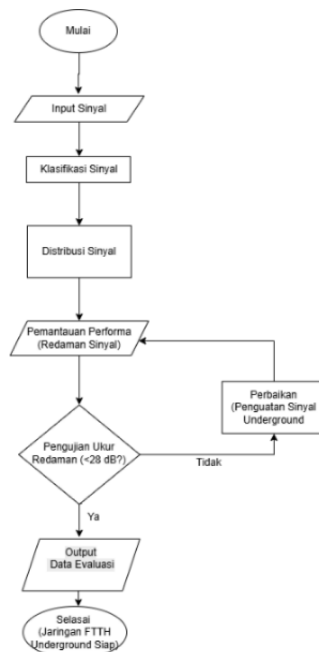 Mulai
Input Sinyal
Klasifikasi Sinyal
Distribusi Sinyal
Pemantauan Performa
(Redaman Sinyal)
Perbaikan
(Penguatan Sinyal
Underground
Pengujian Ukur
Redaman (<28 dB?)
Tidak
Ya
Output
Data Evaluasi
Selasai
(Jaringan FTTH
Underground Siap)